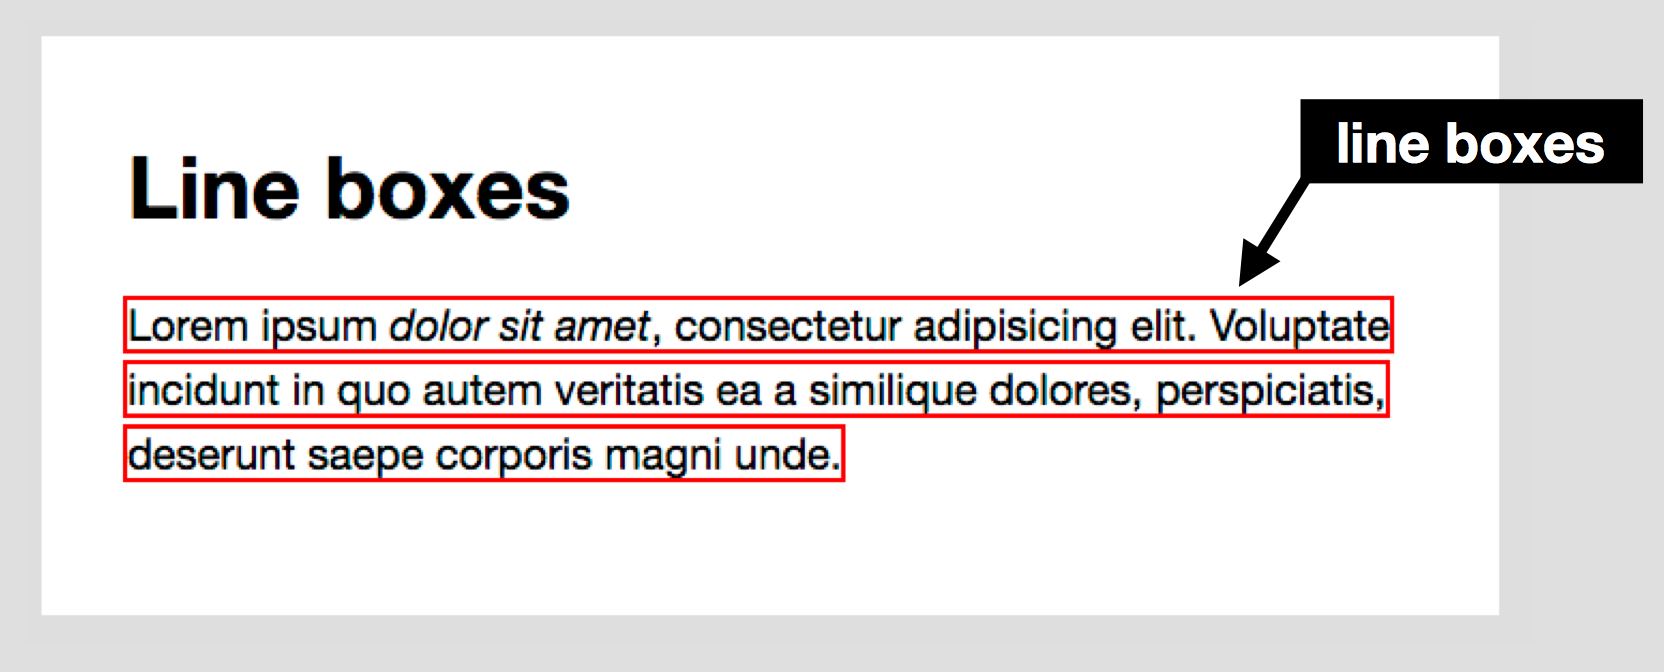 line boxes
Line boxes
Lorem ipsum dolor sit amet, consectetur adipisicing elit. Voluptate
incidunt in quo autem veritatis ea a similique dolores, perspiciatis,
deserunt saepe corporis magni unde.